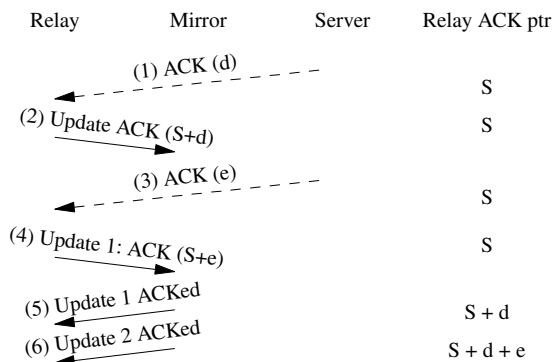 Relay Mirror Server Relay ACK ptr
(1) ACK (d)
S
(2) Update ACK (S+d)
S
(3) ACK (e)
S
(4) Update 1: ACK (S+e)
S
(5) Update 1 ACKed
S + d
(6) Update 2 ACKed
S + d + e